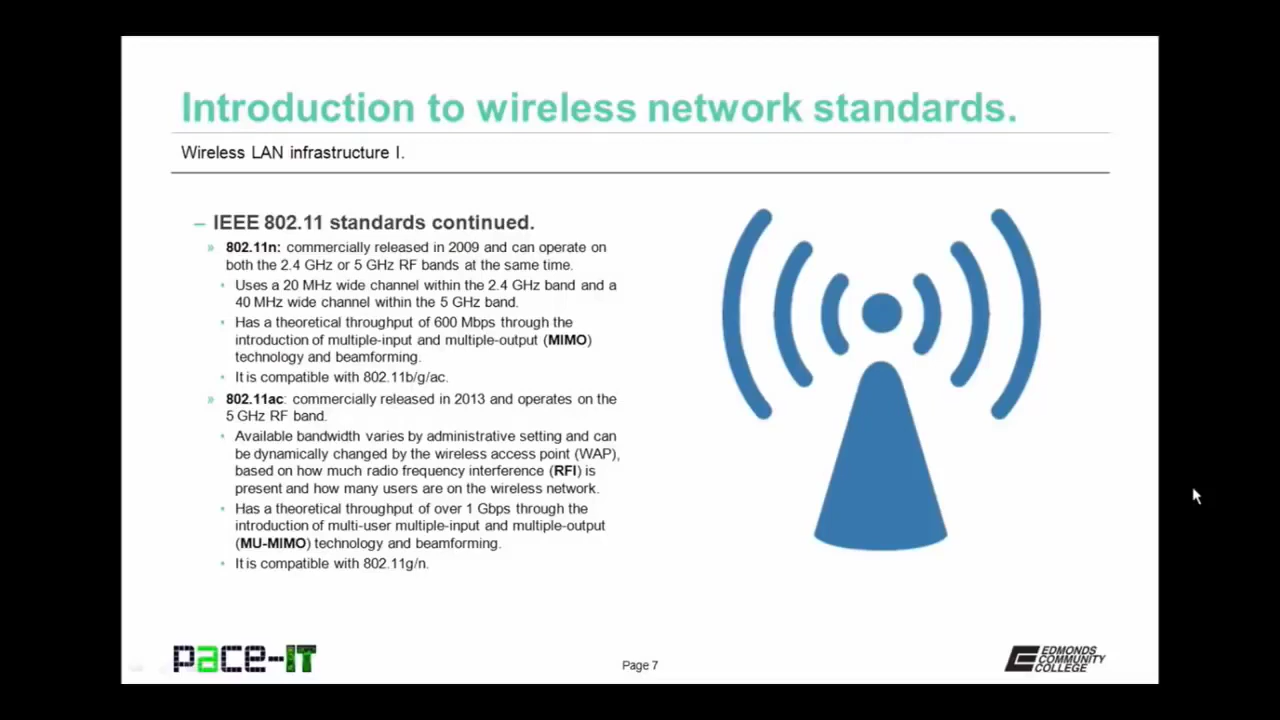 Introduction to wireless network standards.
Wireless LAN infrastructure I.
– IEEE 802.11 standards continued.
» 802.11n: commercially released in 2009 and can operate on
both the 2.4 GHz or 5 GHz RF bands at the same time.
• Uses a 20 MHz wide channel within the 2.4 GHz band and a
40 MHz wide channel within the 5 GHz band.
• Has a theoretical throughput of 600 Mbps through the
introduction of multiple-input and multiple-output (MIMO)
technology and beamforming.
• It is compatible with 802.11b/g/ac.
» 802.11ac: commercially released in 2013 and operates on the
5 GHz RF band.
• Available bandwidth varies by administrative setting and can
be dynamically changed by the wireless access point (WAP),
based on how much radio frequency interference (RFI) is
present and how many users are on the wireless network.
• Has a theoretical throughput of over 1 Gbps through the
introduction of multi-user multiple-input and multiple-output
(MU-MIMO) technology and beamforming.
• It is compatible with 802.11g/n.
pace-IT
Page 7
EDMONDS
COMMUNITY
COLLEGE